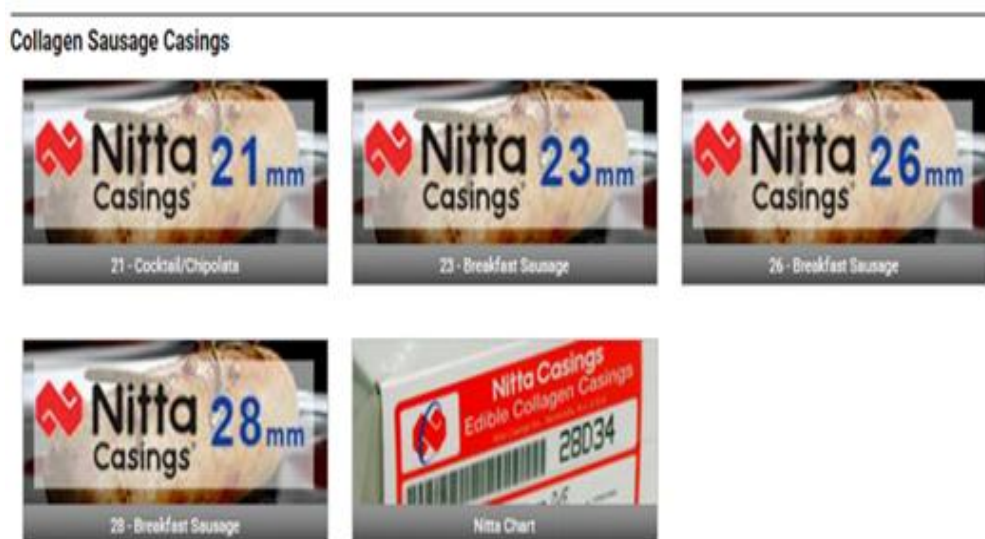 Collagen Sausage Casings
Nitta 21mm
Casings®
21 - Cocktail/Chipolata
Nitta 23mm
Casings®
23 - Breakfast Sausage
Nitta 26mm
Casings®
26 - Breakfast Sausage
Nitta 28mm
Casings®
28 - Breakfast Sausage
Nitta Casings
Edible Collagen Casings
28034
Nitta Chart